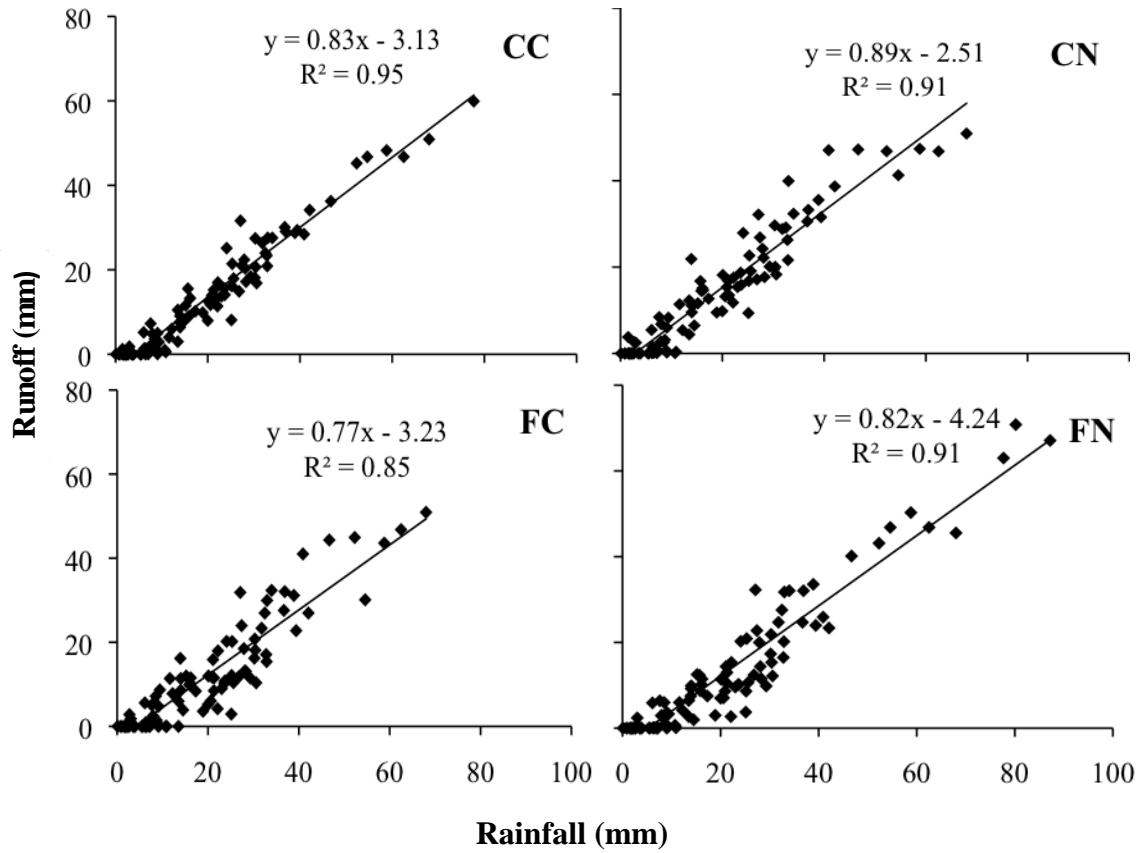 80
y = 0.83x - 3.13
R² = 0.95
CC
60
40
20
0
y = 0.89x - 2.51
R² = 0.91
CN
Runoff (mm)
80
y = 0.77x - 3.23
R² = 0.85
FC
60
40
20
0
0 20 40 60 80 100
y = 0.82x - 4.24
R² = 0.91
FN
0 20 40 60 80 100
Rainfall (mm)